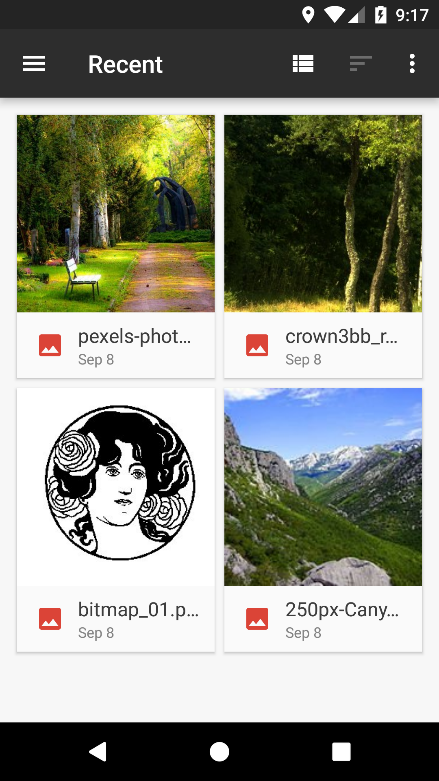 9:17
Recent
pexels-phot...
Sep 8
crown3bb_r...
Sep 8
bitmap_01.p...
Sep 8
250px-Cany...
Sep 8